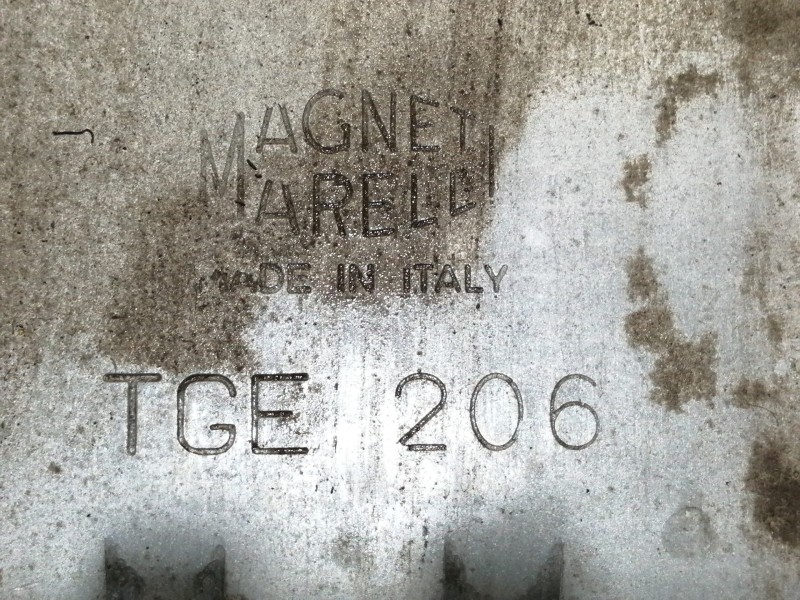 MAGNETI
MARELLI
MADE IN ITALY
TGE 206